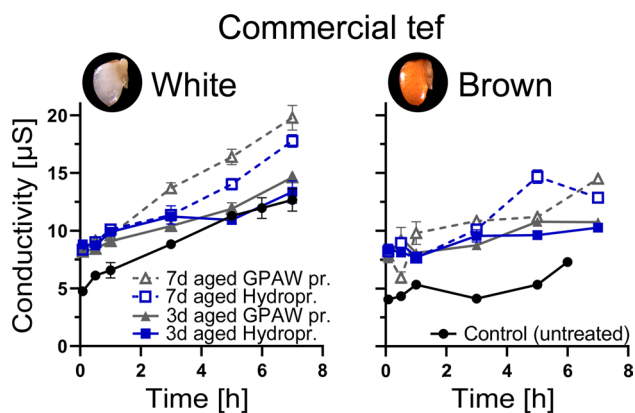 Commercial tef
White
Brown
Conductivity [µS]
20
15
10
5
0
7d aged GPAW pr.
7d aged Hydropr.
3d aged GPAW pr.
3d aged Hydropr.
Control (untreated)
0 2 4 6 8
0 2 4 6 8
Time [h]
Time [h]